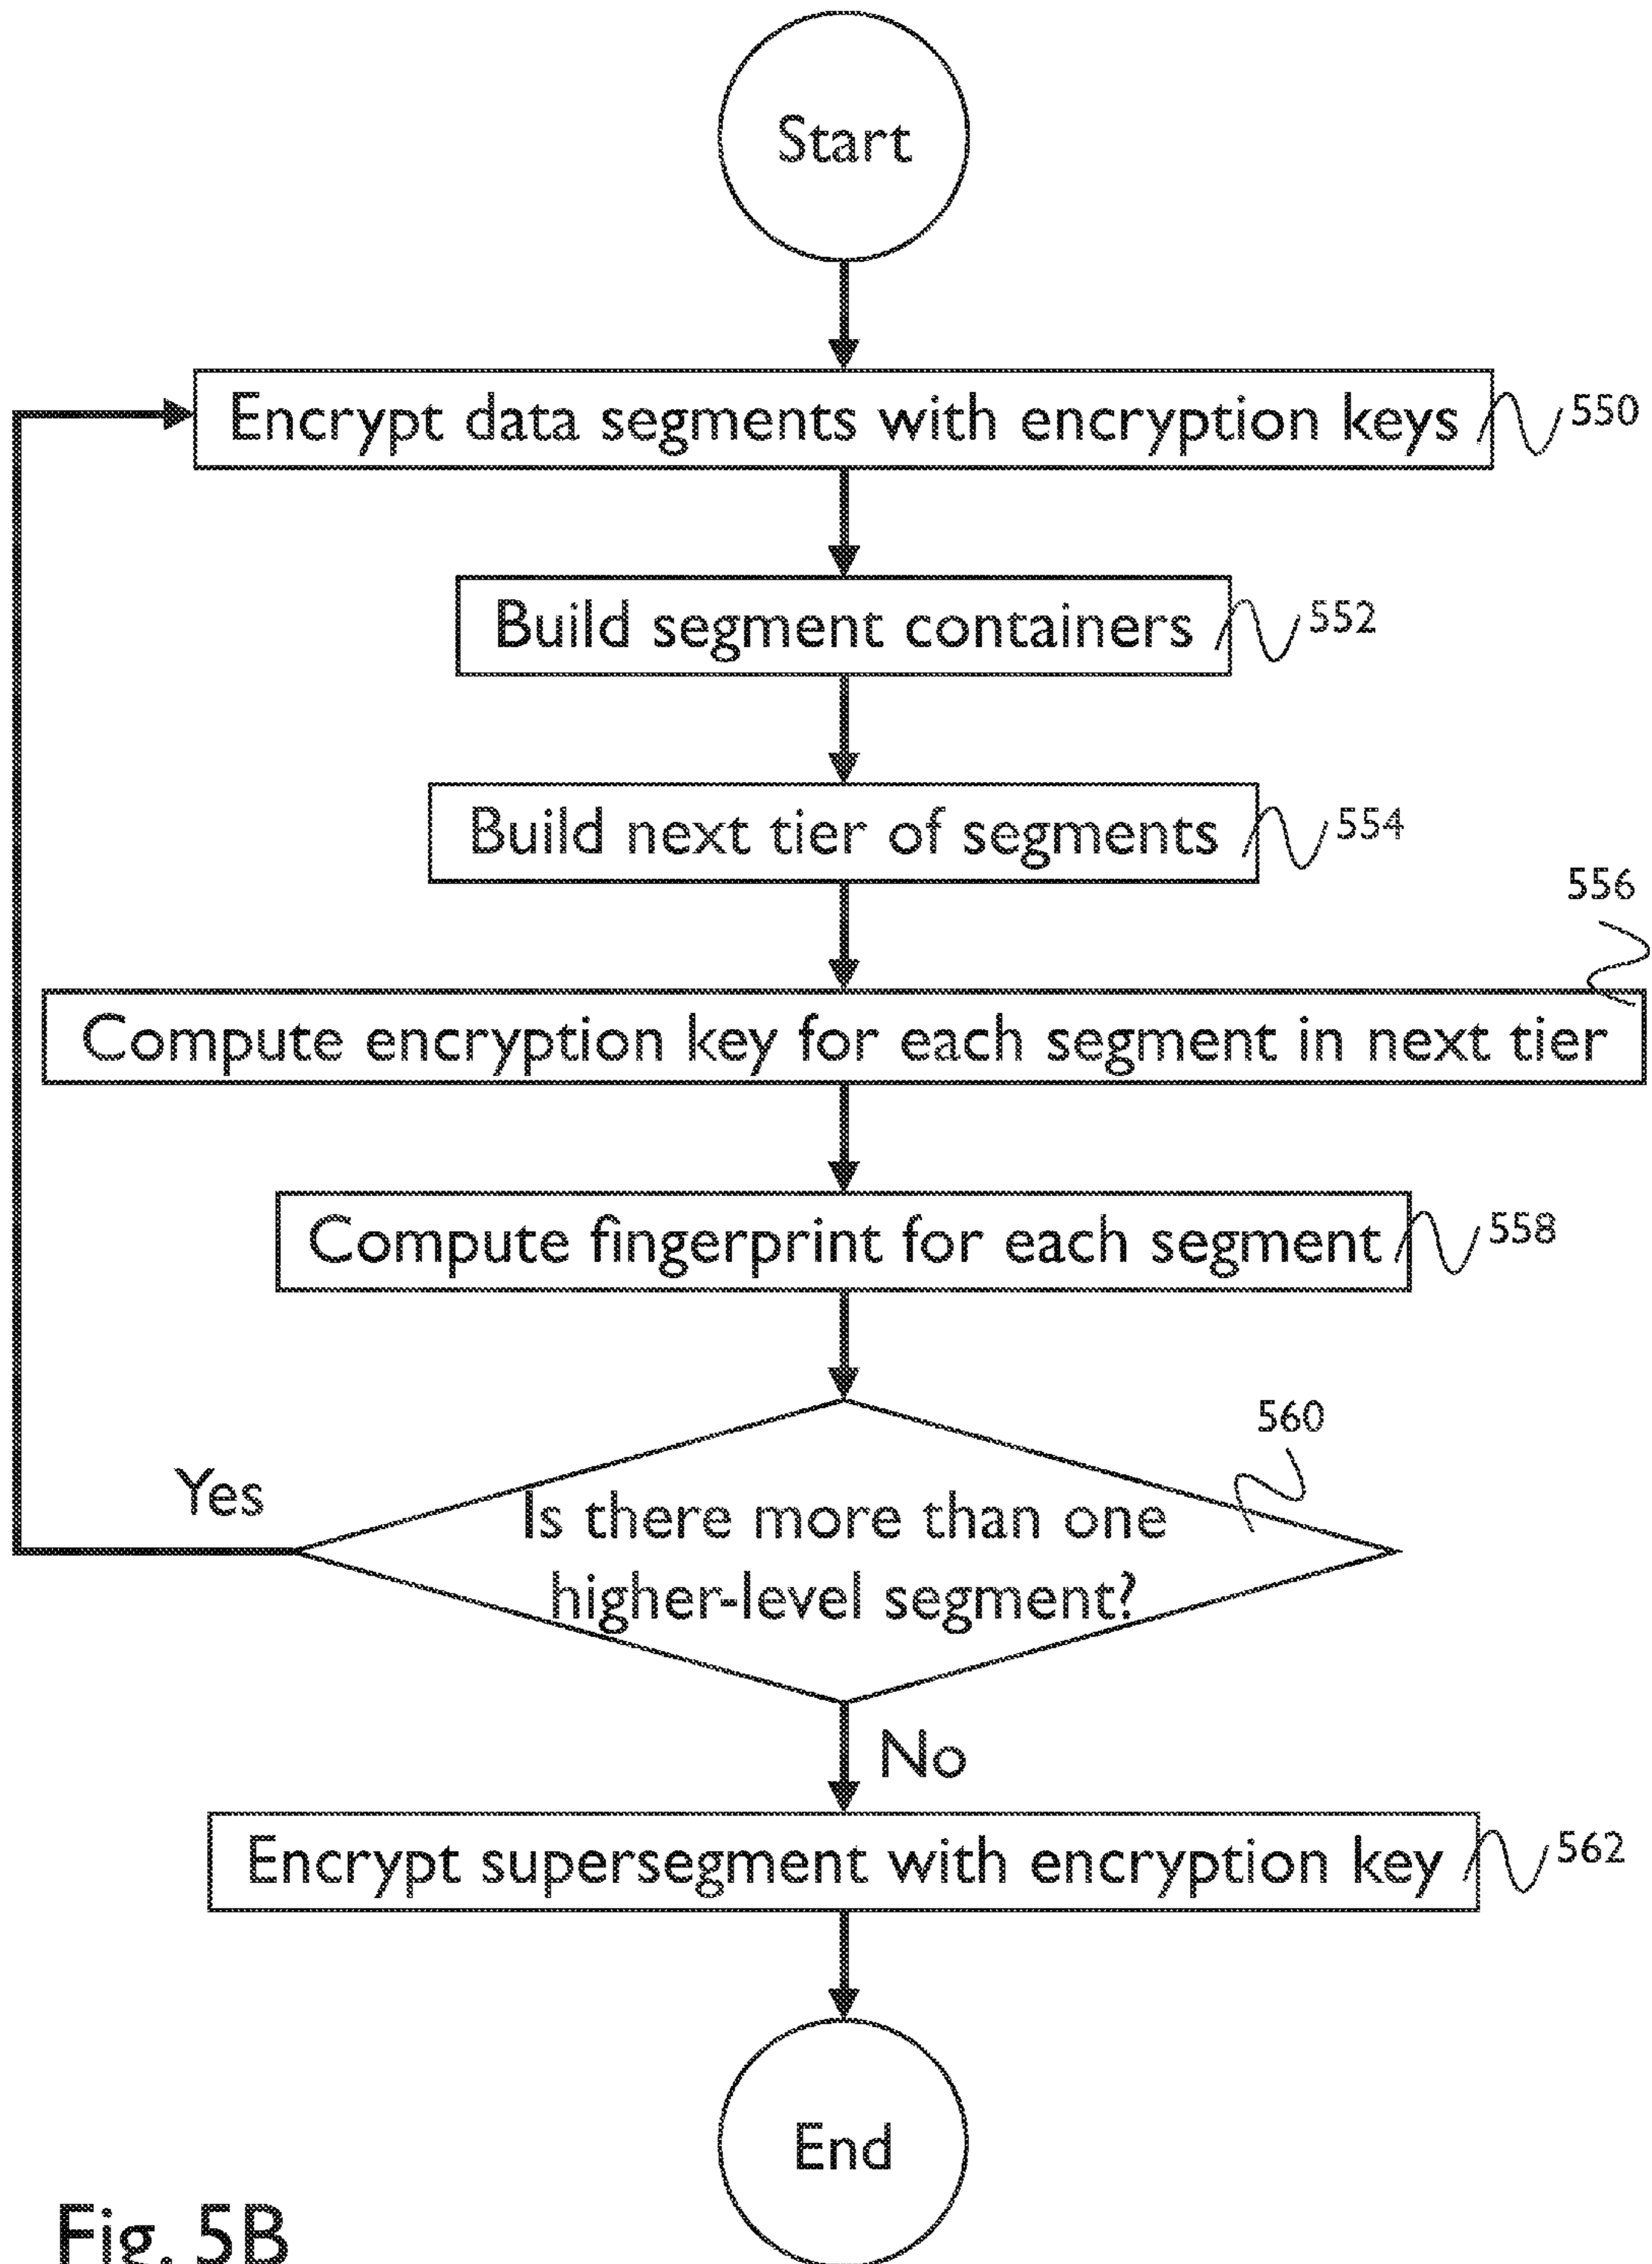 Start
Encrypt data segments with encryption keys
550
Build segment containers
552
Build next tier of segments
554
556
Compute encryption key for each segment in next tier
Compute fingerprint for each segment
558
560
Yes
Is there more than one
higher-level segment?
No
Encrypt supersegment with encryption key
562
End
Fig. 5B